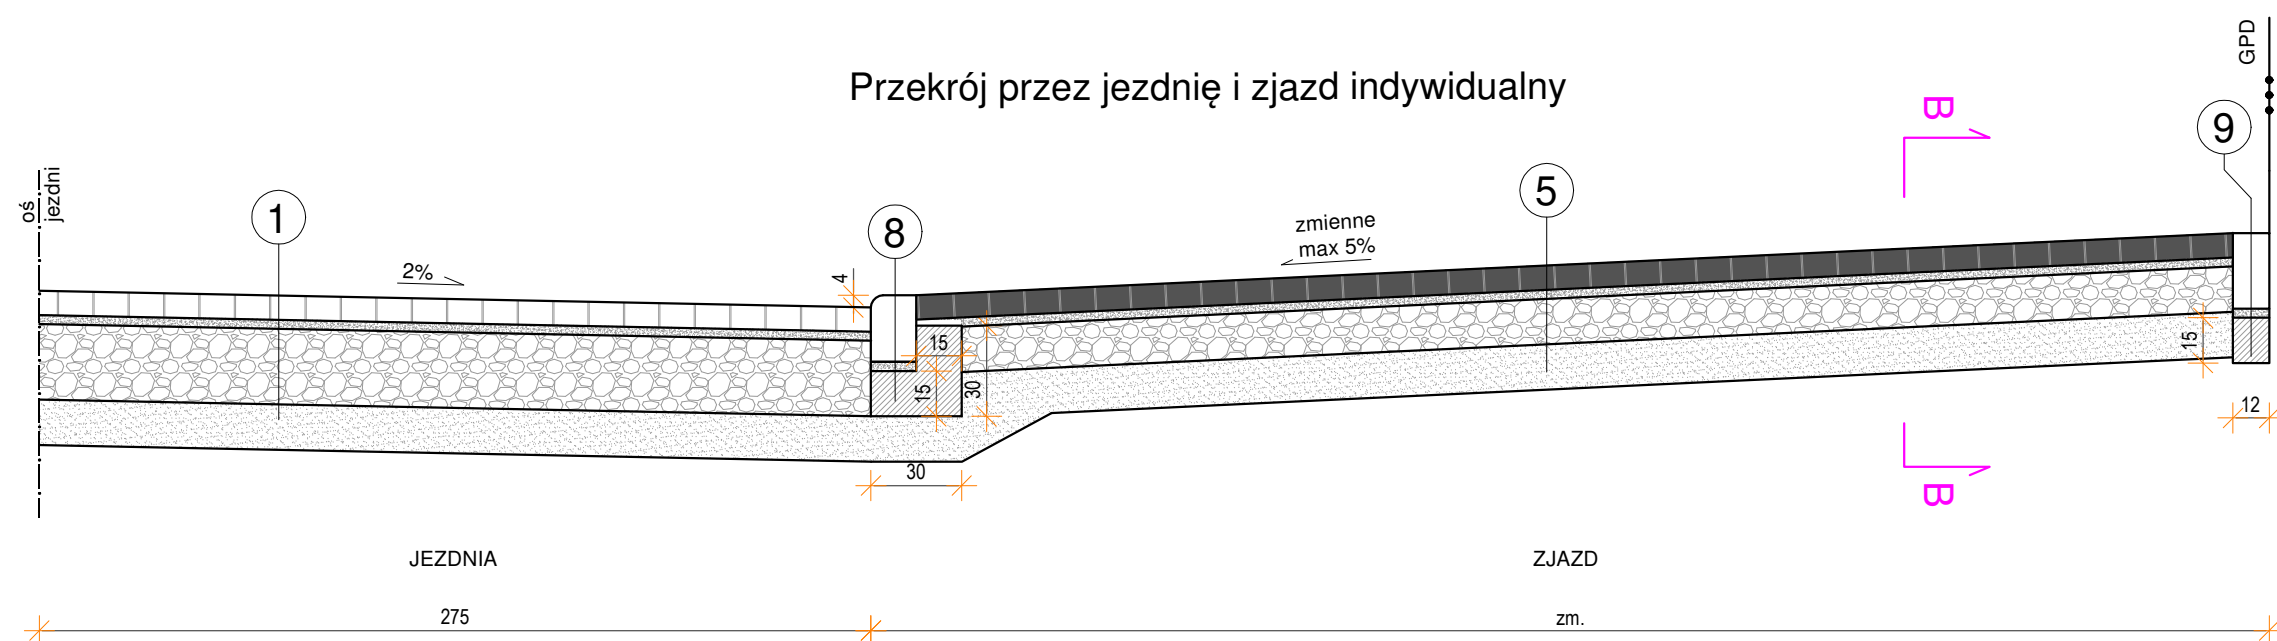 Przekrój przez jezdnię i zjazd indywidualny
GPD
B
9
oś
jezdni
1
8
5
zmienne
max 5%
2%
4
15
15
30
15
12
30
B
JEZDNIA
ZJAZD
275
zm.